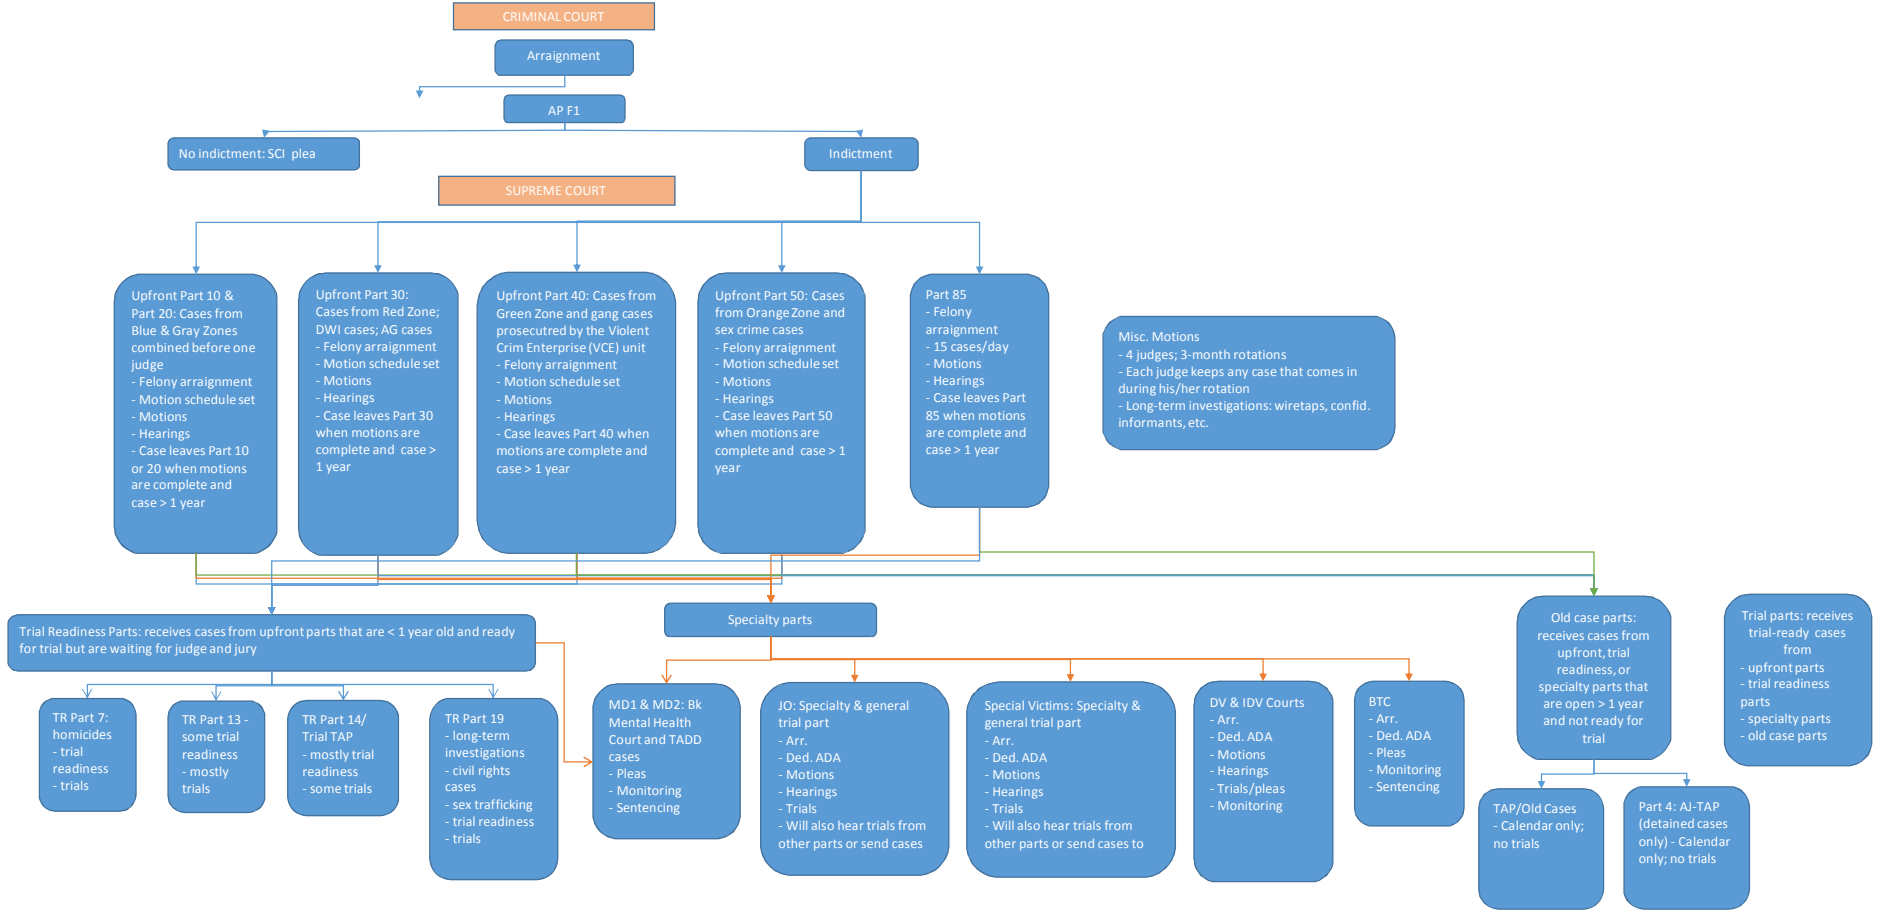 CRIMINAL COURT
Arraignment
AP F1
No indictment: SCI plea
Indictment
SUPREME COURT
Upfront Part 10 &
Part 20: Cases from
Blue & Gray Zones
combined before one
judge
- Felony arraignment
- Motion schedule set
- Motions
- Hearings
- Case leaves Part 10
or 20 when motions
are complete and
case > 1 year
Upfront Part 30:
Cases from Red Zone;
DWI cases; AG cases
- Felony arraignment
- Motion schedule set
- Motions
- Hearings
- Case leaves Part 30
when motions are
complete and case >
1 year
Upfront Part 40: Cases from
Green Zone and gang cases
prosecutred by the Violent
Crim Enterprise (VCE) unit
- Felony arraignment
- Motion schedule set
- Motions
- Hearings
- Case leaves Part 40 when
motions are complete and
case > 1 year
Upfront Part 50: Cases
from Orange Zone and
sex crime cases
- Felony arraignment
- Motion schedule set
- Motions
- Hearings
- Case leaves Part 50
when motions are
complete and case > 1
year
Part 85
- Felony
arraignment
- 15 cases/day
- Motions
- Hearings
- Case leaves Part
85 when motions
are complete and
case > 1 year
Misc. Motions
- 4 judges; 3-month rotations
- Each judge keeps any case that comes in
during his/her rotation
- Long-term investigations: wiretaps, confid.
informants, etc.
Trial Readiness Parts: receives cases from upfront parts that are < 1 year old and ready
for trial but are waiting for judge and jury
Specialty parts
Old case parts:
receives cases from
upfront, trial
readiness, or
specialty parts that
are open > 1 year
and not ready for
trial
Trial parts: receives
trial-ready cases
from
- upfront parts
- trial readiness
parts
- specialty parts
- old case parts
TR Part 7:
homicides
- trial
readiness
- trials
TR Part 13 -
some trial
readiness
- mostly
trials
TR Part 14/
Trial TAP
- mostly trial
readiness
- some trials
TR Part 19
- long-term
investigations
- civil rights
cases
- sex trafficking
- trial readiness
- trials
MD1 & MD2: Bk
Mental Health
Court and TADD
cases
- Pleas
- Monitoring
- Sentencing
JO: Specialty & general
trial part
- Arr.
- Ded. ADA
- Motions
- Hearings
- Trials
- Will also hear trials from
other parts or send cases
Special Victims: Specialty &
general trial part
- Arr.
- Ded. ADA
- Motions
- Hearings
- Trials
- Will also hear trials from
other parts or send cases to
DV & IDV Courts
- Arr.
- Ded. ADA
- Motions
- Hearings
- Trials/pleas
- Monitoring
BTC
- Arr.
- Ded. ADA
- Pleas
- Monitoring
- Sentencing
TAP/Old Cases
- Calendar only;
no trials
Part 4: AJ-TAP
(detained cases
only) - Calendar
only; no trials